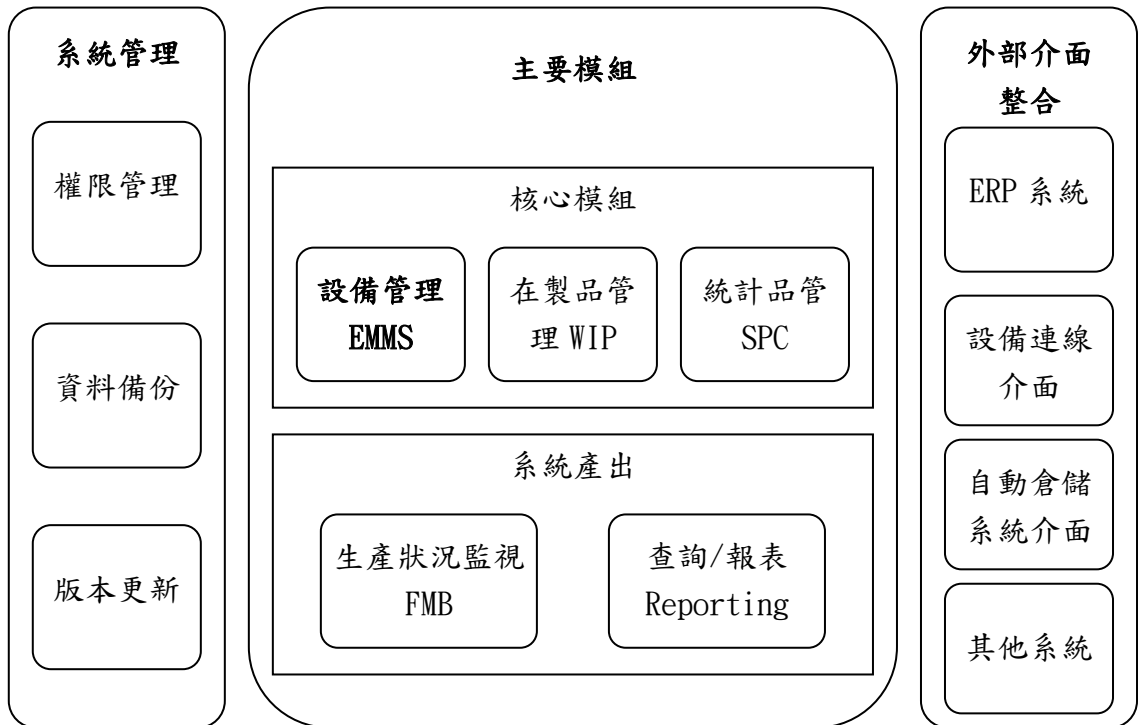 系統管理
權限管理
資料備份
版本更新
主要模組
核心模組
設備管理
EMMS
在製品管
理 WIP
統計品管
SPC
系統產出
生產狀況監視
FMB
查詢/報表
Reporting
外部介面
整合
ERP 系統
設備連線
介面
自動倉儲
系統介面
其他系統